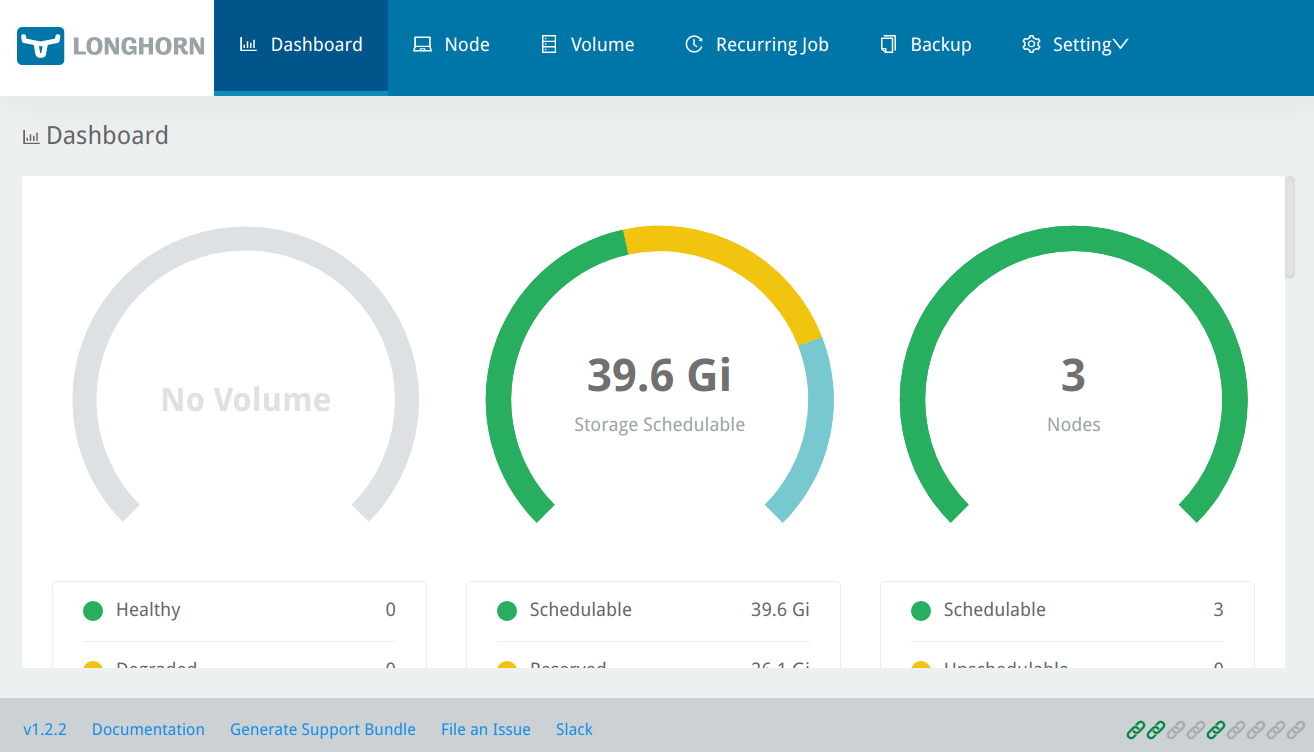 LONGHORN
Dashboard
Node
Volume
Recurring Job
Backup
Setting
Dashboard
No Volume
39.6 Gi
Storage Schedulable
3
Nodes
Healthy 0
Schedulable 39.6 Gi
Schedulable 3
Degraded 0
Reserved 26.1 Gi
Unschedulable 0
v1.2.2 Documentation Generate Support Bundle File an Issue Slack